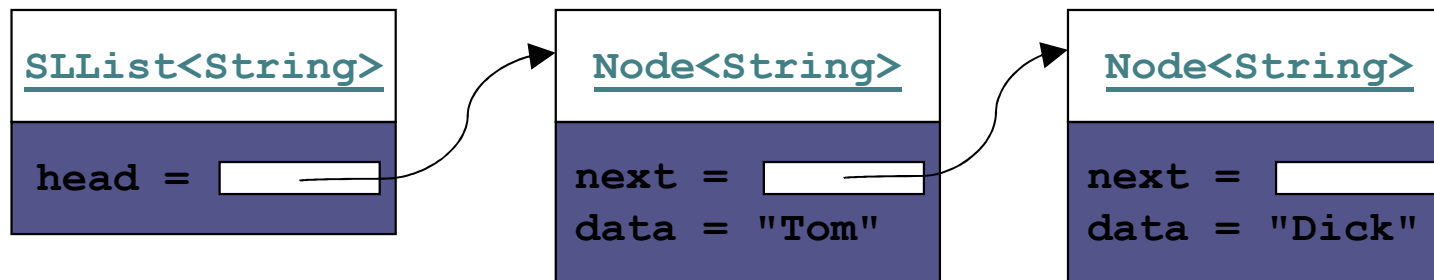 SLList<String>
head =
Node<String>
next =
data = "Tom"
Node<String>
next =
data = "Dick"